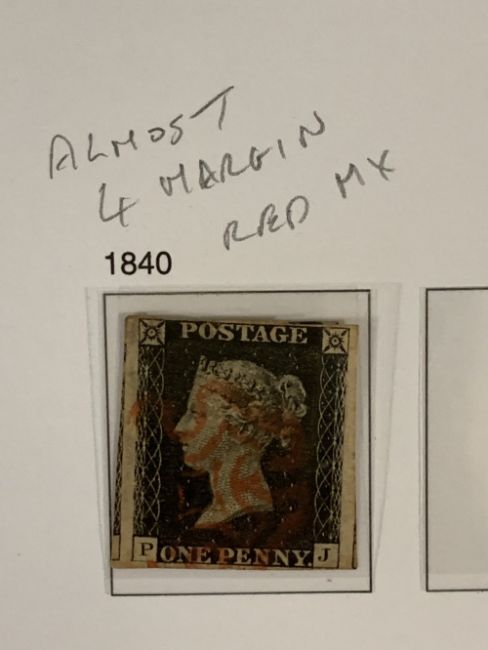 ALMOST
4 MARGIN
RED MX
1840
POSTAGE
P ONE PENNY. J